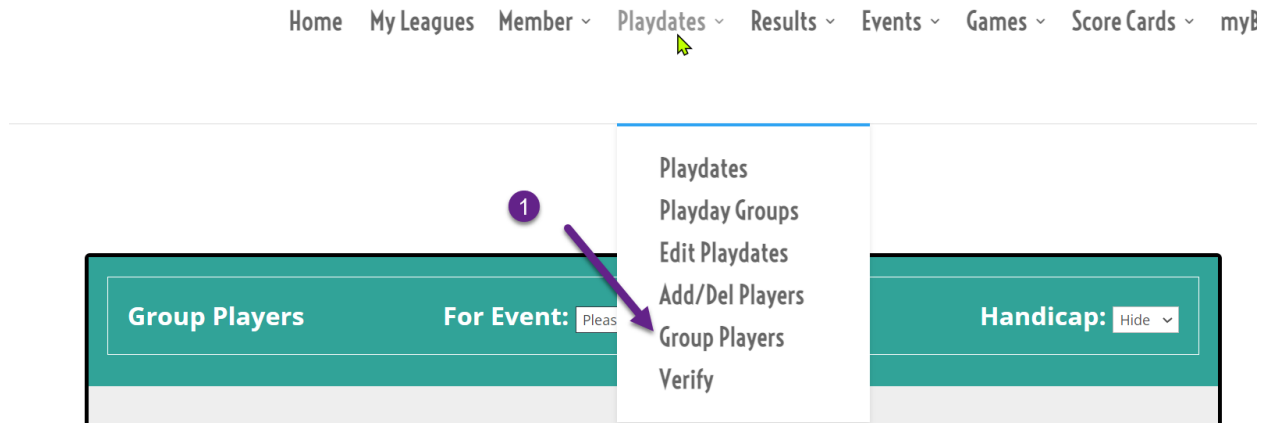 Home My Leagues Member Playdates Results Events Games Score Cards
Playdates
Playday Groups
1
Edit Playdates
Add/Del Players
Group Players For Event: Handicap: Hide
Group Players
Verify